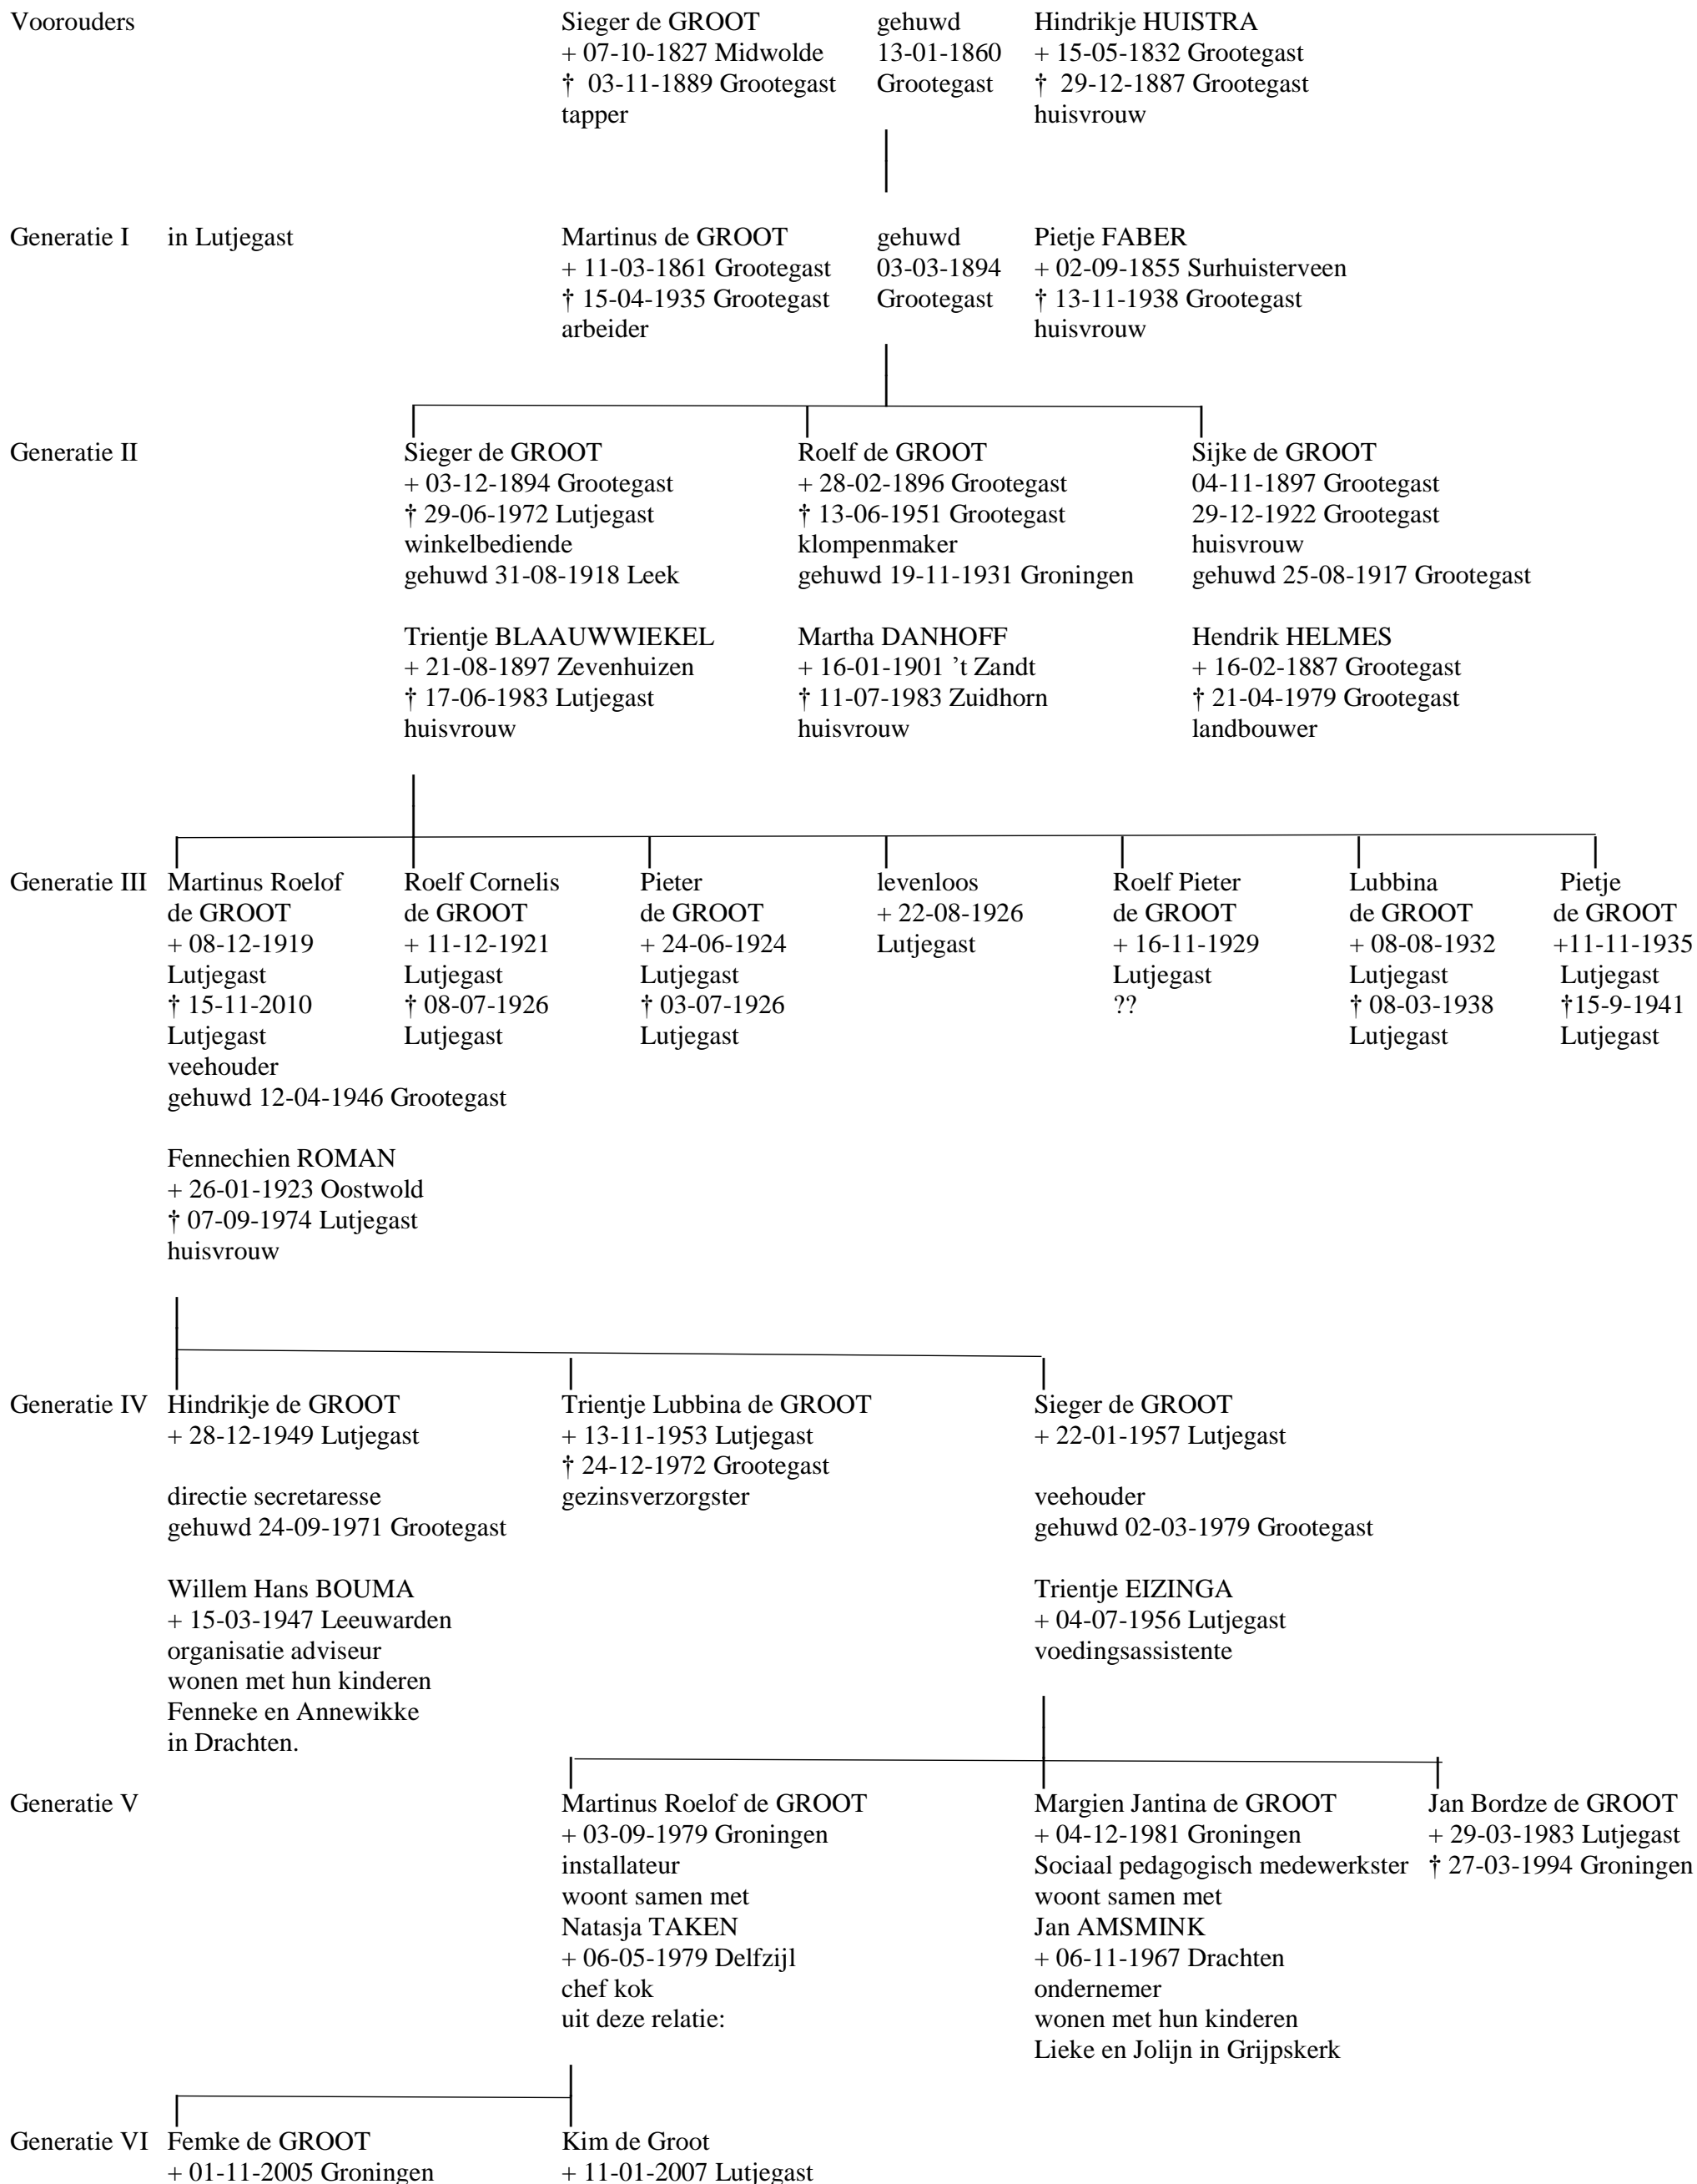 Voorouders
Sieger de GROOT
+ 07-10-1827 Midwolde
† 03-11-1889 Grootegast
tapper
gehuwd
13-01-1860
Grootegast
Hindrikje HUISTRA
+ 15-05-1832 Grootegast
† 29-12-1887 Grootegast
huisvrouw
Generatie I in Lutjegast
Martinus de GROOT
+ 11-03-1861 Grootegast
† 15-04-1935 Grootegast
arbeider
gehuwd
03-03-1894
Grootegast
Pietje FABER
+ 02-09-1855 Surhuisterveen
† 13-11-1938 Grootegast
huisvrouw
Generatie II
Sieger de GROOT
+ 03-12-1894 Grootegast
† 29-06-1972 Lutjegast
winkelbediende
gehuwd 31-08-1918 Leek
Trientje BLAAUWWIEKEL
+ 21-08-1897 Zevenhuizen
† 17-06-1983 Lutjegast
huisvrouw
Roelf de GROOT
+ 28-02-1896 Grootegast
† 13-06-1951 Grootegast
klompenmaker
gehuwd 19-11-1931 Groningen
Martha DANHOFF
+ 16-01-1901 ’t Zandt
† 11-07-1983 Zuidhorn
huisvrouw
Sijke de GROOT
04-11-1897 Grootegast
29-12-1922 Grootegast
huisvrouw
gehuwd 25-08-1917 Grootegast
Hendrik HELMES
+ 16-02-1887 Grootegast
† 21-04-1979 Grootegast
landbouwer
Generatie III
Martinus Roelof
de GROOT
+ 08-12-1919
Lutjegast
† 15-11-2010
Lutjegast
veehouder
gehuwd 12-04-1946 Grootegast
Fennechien ROMAN
+ 26-01-1923 Oostwold
† 07-09-1974 Lutjegast
huisvrouw
Roelf Cornelis
de GROOT
+ 11-12-1921
Lutjegast
† 08-07-1926
Lutjegast
Pieter
de GROOT
+ 24-06-1924
Lutjegast
† 03-07-1926
Lutjegast
levenloos
+ 22-08-1926
Lutjegast
Roelf Pieter
de GROOT
+ 16-11-1929
Lutjegast
??
Lubbina
de GROOT
+ 08-08-1932
Lutjegast
† 08-03-1938
Lutjegast
Pietje
de GROOT
+11-11-1935
Lutjegast
†15-9-1941
Lutjegast
Generatie IV
Hindrikje de GROOT
+ 28-12-1949 Lutjegast
directie secretaresse
gehuwd 24-09-1971 Grootegast
Willem Hans BOUMA
+ 15-03-1947 Leeuwarden
organisatie adviseur
wonen met hun kinderen
Fenneke en Annewikke
in Drachten.
Trientje Lubbina de GROOT
+ 13-11-1953 Lutjegast
† 24-12-1972 Grootegast
gezinsverzorgster
Sieger de GROOT
+ 22-01-1957 Lutjegast
veehouder
gehuwd 02-03-1979 Grootegast
Trientje EIZINGA
+ 04-07-1956 Lutjegast
voedingsassistente
Generatie V
Martinus Roelof de GROOT
+ 03-09-1979 Groningen
installateur
woont samen met
Natasja TAKEN
+ 06-05-1979 Delfzijl
chef kok
uit deze relatie:
Margien Jantina de GROOT
+ 04-12-1981 Groningen
Sociaal pedagogisch medewerkster
woont samen met
Jan AMSMINK
+ 06-11-1967 Drachten
ondernemer
wonen met hun kinderen
Lieke en Jolijn in Grijpskerk
Jan Bordze de GROOT
+ 29-03-1983 Lutjegast
† 27-03-1994 Groningen
Generatie VI
Femke de GROOT
+ 01-11-2005 Groningen
Kim de Groot
+ 11-01-2007 Lutjegast